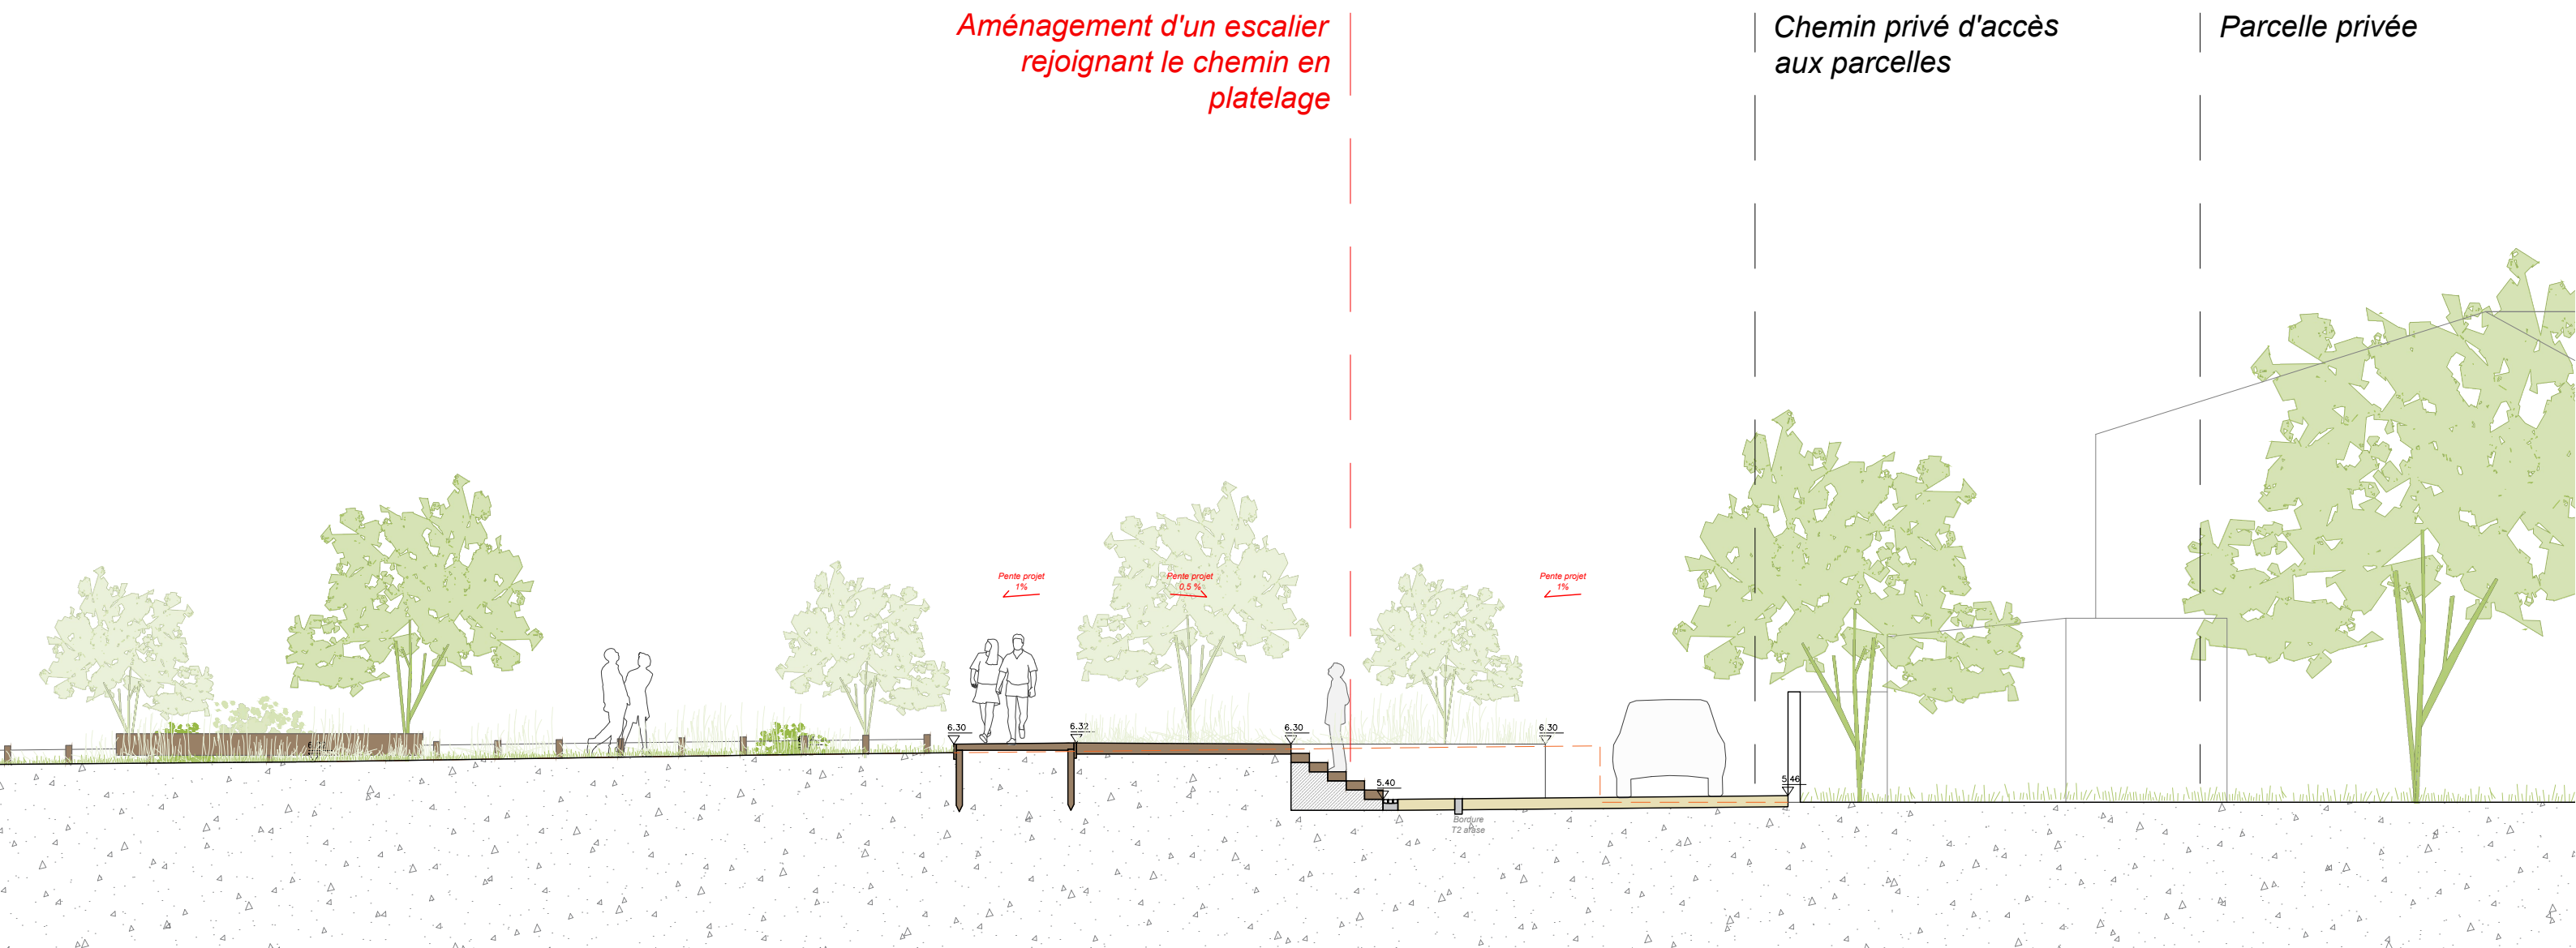 Aménagement d'un escalier
rejoignant le chemin en
platelage
Chemin privé d'accès
aux parcelles
Parcelle privée
Pente projet
1%
Pente projet
0,5 %
Pente projet
1%
6.30
6.32
6.30
6.30
5.40
5.46
Bordure
T2 arase